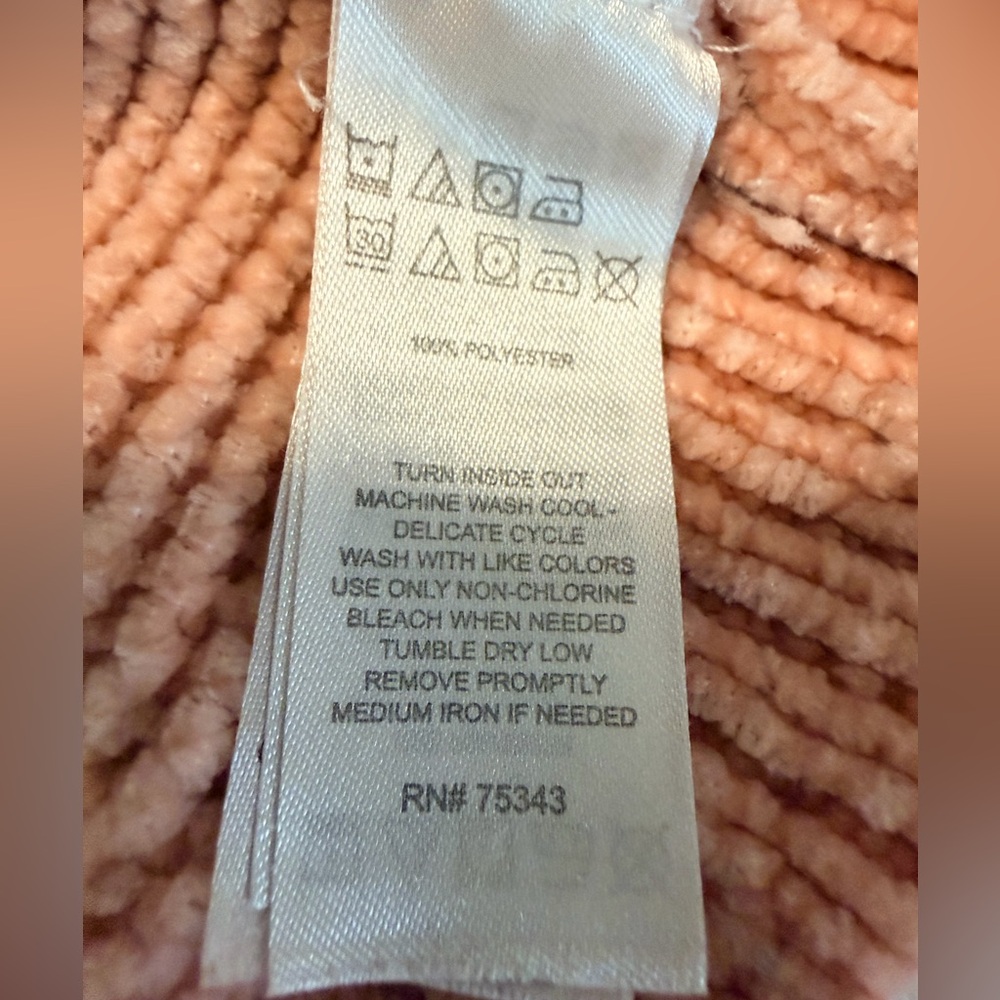 30
100% POLYESTER
TURN INSIDE OUT
MACHINE WASH COOL-
DELICATE CYCLE
WASH WITH LIKE COLORS
USE ONLY NON-CHLORINE
BLEACH WHEN NEEDED
TUMBLE DRY LOW
REMOVE PROMPTLY
MEDIUM IRON IF NEEDED
RN# 75343